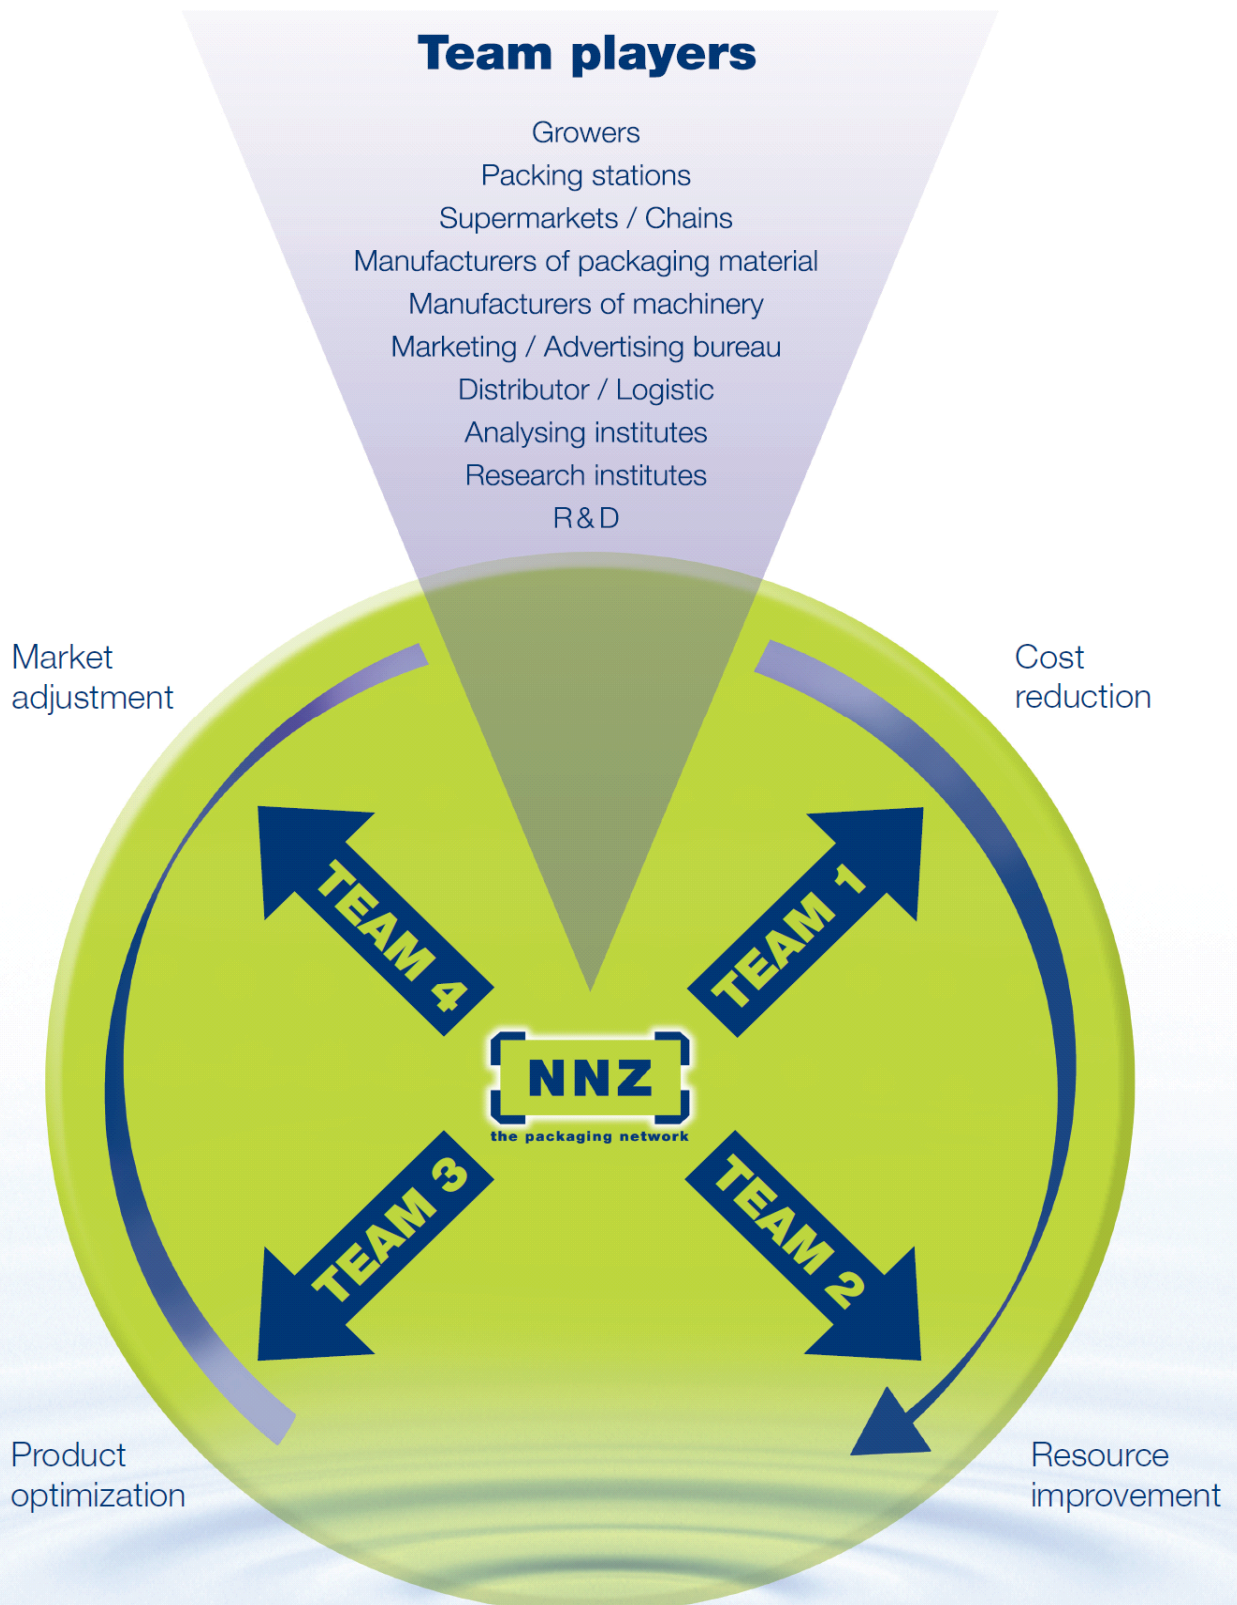 Team players
Growers
Packing stations
Supermarkets / Chains
Manufacturers of packaging material
Manufacturers of machinery
Marketing / Advertising bureau
Distributor / Logistic
Analysing institutes
Research institutes
R & D
Market
adjustment
Cost
reduction
TEAM 4
TEAM 1
NNZ
the packaging network
TEAM 3
TEAM 2
Product
optimization
Resource
improvement